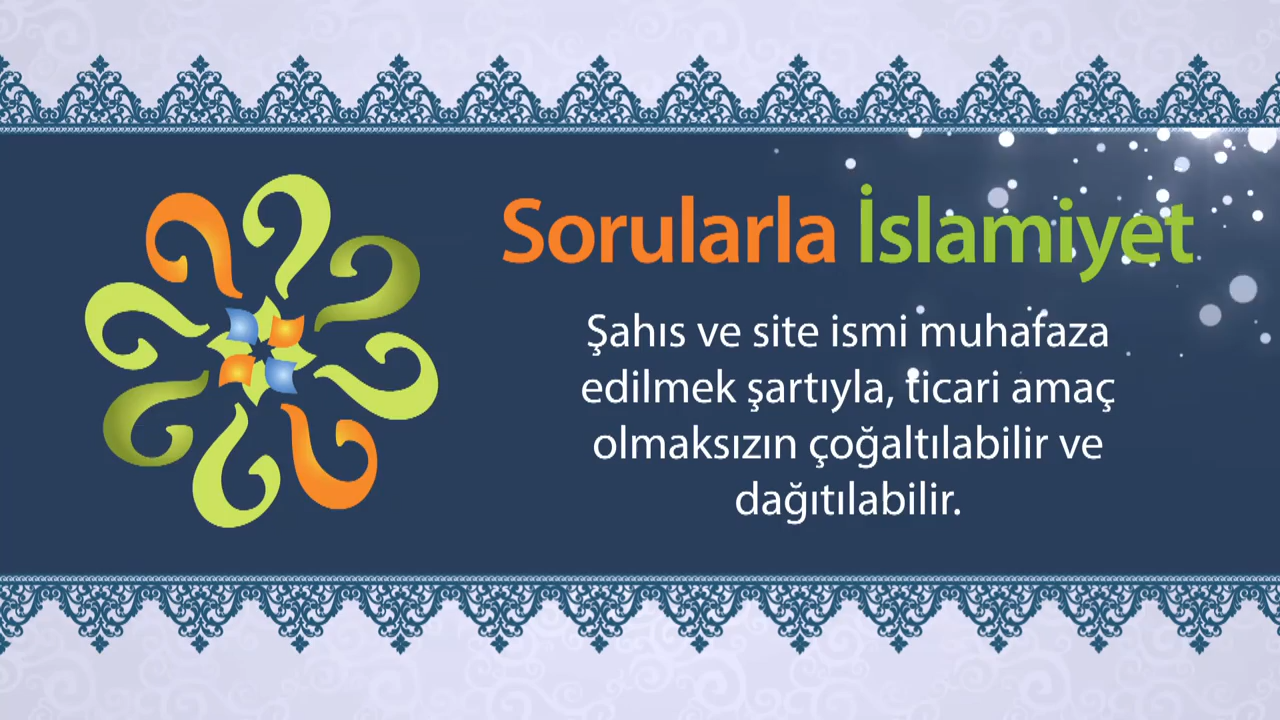 Sorularla İslamiyet
Şahıs ve site ismi muhafaza
edilmek şartıyla, ticari amaç
olmaksızın çoğaltılabilir ve
dağıtılabilir.